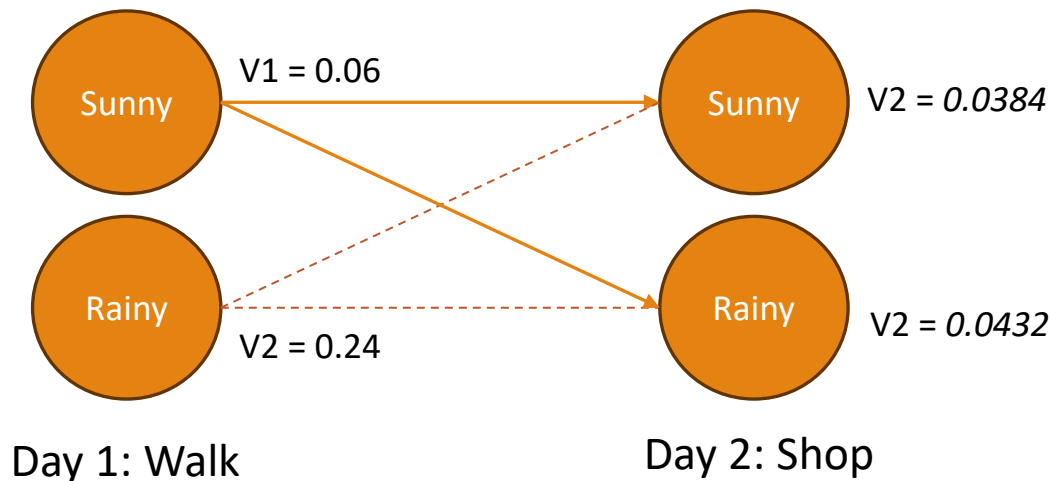 V1 = 0.06
Sunny
Sunny
V2 = 0.0384
Rainy
Rainy
V2 = 0.0432
V2 = 0.24
Day 1: Walk
Day 2: Shop